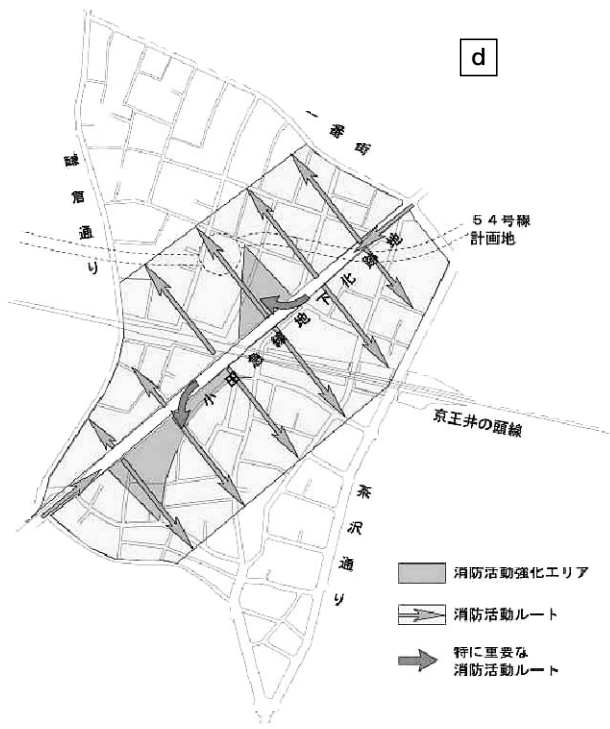 d
一番街
鎌倉通り
54号線
計画地
小田急線地下化跡地
京王井の頭線
茶沢通り
消防活動強化エリア
消防活動ルート
特に重要な
消防活動ルート